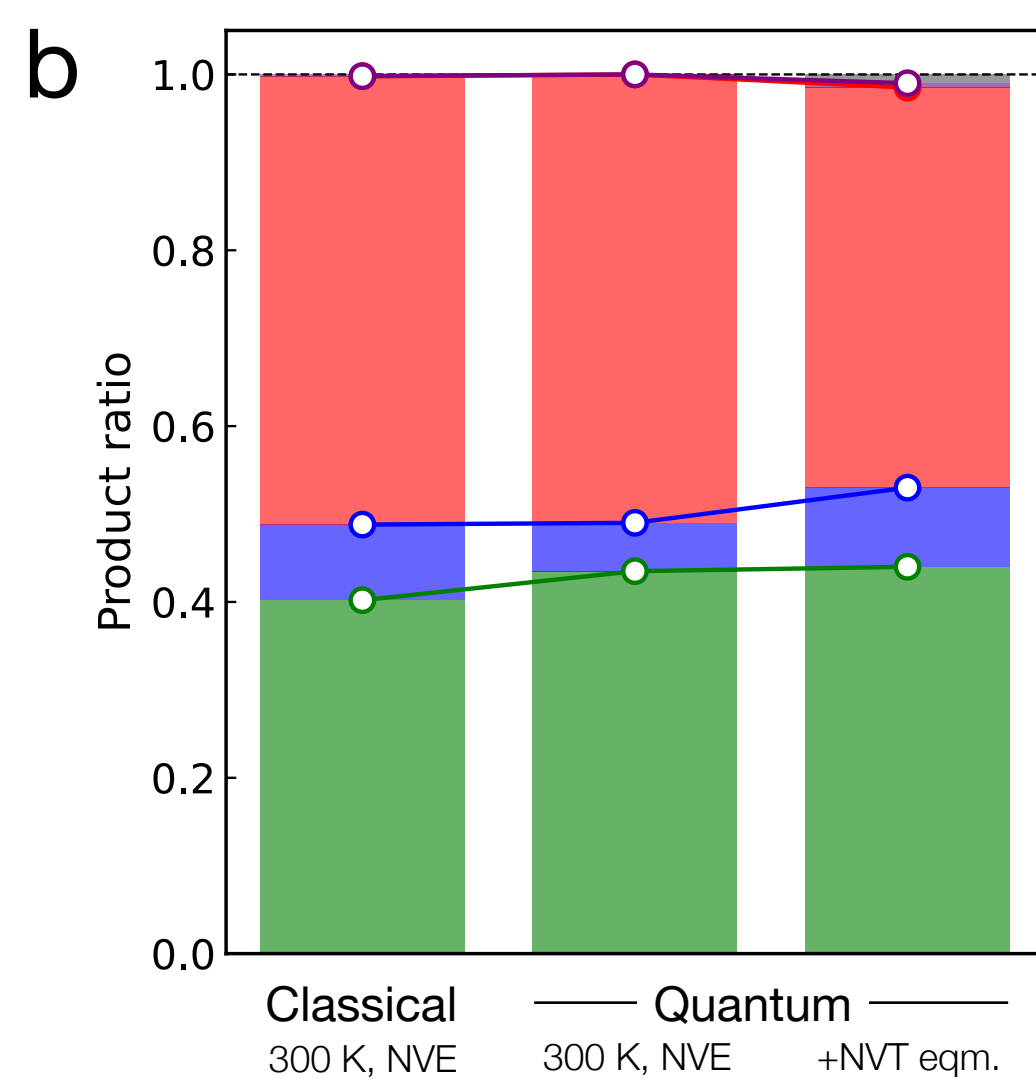 b
1.0
0.8
0.6
0.4
0.2
0.0
Product ratio
Classical
Quantum
300 K, NVE
300 K, NVE
+NVT eqm.